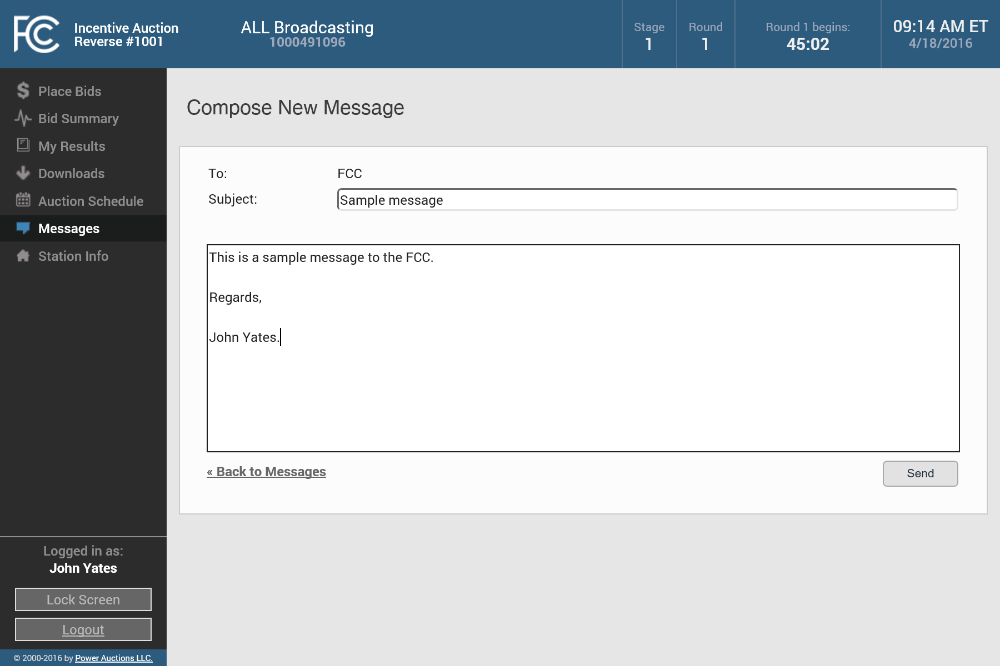 FCC
Incentive Auction
Reverse #1001
ALL Broadcasting
1000491096
Stage
1
Round
1
Round 1 begins:
45:02
09:14 AM ET
4/18/2016
Place Bids
Bid Summary
My Results
Downloads
Auction Schedule
Messages
Station Info
Compose New Message
To: FCC
Subject: Sample message
This is a sample message to the FCC.
Regards,
John Yates.
« Back to Messages
Send
Logged in as:
John Yates
Lock Screen
Logout
© 2000-2016 by Power Auctions LLC.